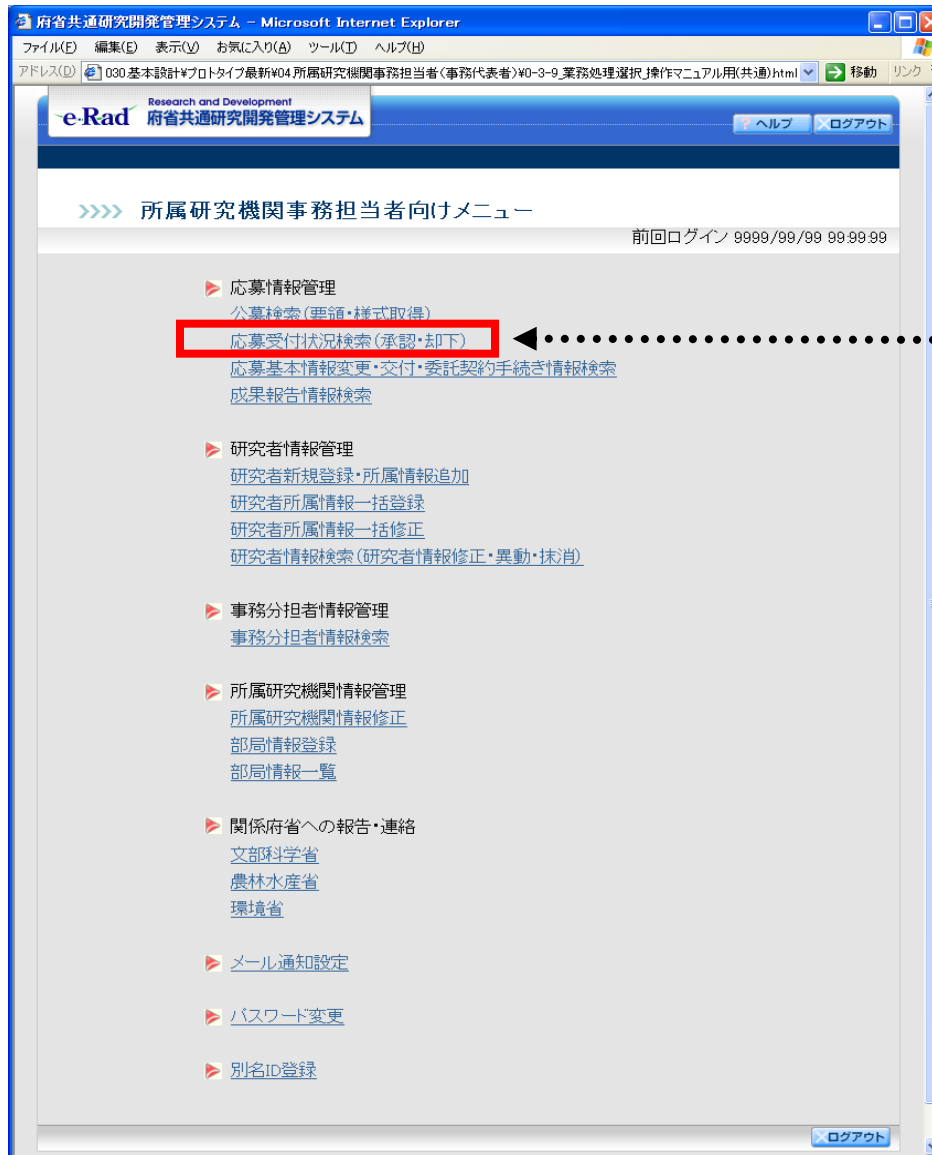 府省共通研究開発管理システム - Microsoft Internet Explorer
ファイル(F) 編集(E) 表示(V) お気に入り(A) ツール(T) ヘルプ(H)
アドレス(D) 030基本設計¥プロトタイプ最新¥04所属研究機関事務担当者(事務代表者)¥0-3-9_業務処理選択_操作マニュアル用(共通)html 移動 リンク
e-Rad Research and Development
府省共通研究開発管理システム
? ヘルプ ×ログアウト
>>>> 所属研究機関事務担当者向けメニュー
前回ログイン 9999/99/99 99:99:99
応募情報管理
公募検索(要領・様式取得)
応募受付状況検索(承認・却下)
応募基本情報変更・交付・委託契約手続き情報検索
成果報告情報検索
研究者情報管理
研究者新規登録・所属情報追加
研究者所属情報一括登録
研究者所属情報一括修正
研究者情報検索(研究者情報修正・異動・抹消)
事務分担者情報管理
事務分担者情報検索
所属研究機関情報管理
所属研究機関情報修正
部局情報登録
部局情報一覧
関係府省への報告・連絡
文部科学省
農林水産省
環境省
メール通知設定
パスワード変更
別名ID登録
×ログアウト